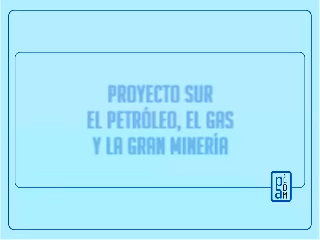 PROYECTO SUR
EL PETRÓLEO, EL GAS
Y LA GRAN MINERÍA